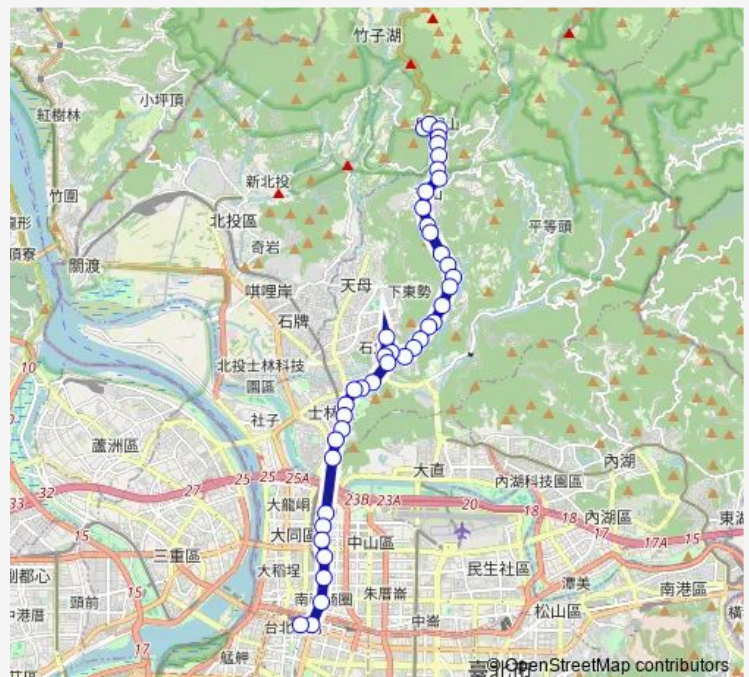 竹子湖
小坪頂
紅樹林
新北投
竹圍
北投區
平等頭
奇岩
頂寮
關渡
天母
下東勢
唭哩岸
石牌
10
北投士林科技
園區
社子
士林
蘆洲區
內湖
大直
內湖科技園區
25
25
25A
27
32
33
23B
23A
20
18
18
17A
15
大龍峒
內湖區
東湖
大同區
中山區
三重區
民生社區
大稻埕
潭美
南港區
15
頭前
朱厝崙
中崙
松山區
17
艋舺
© OpenStreetMap contributors